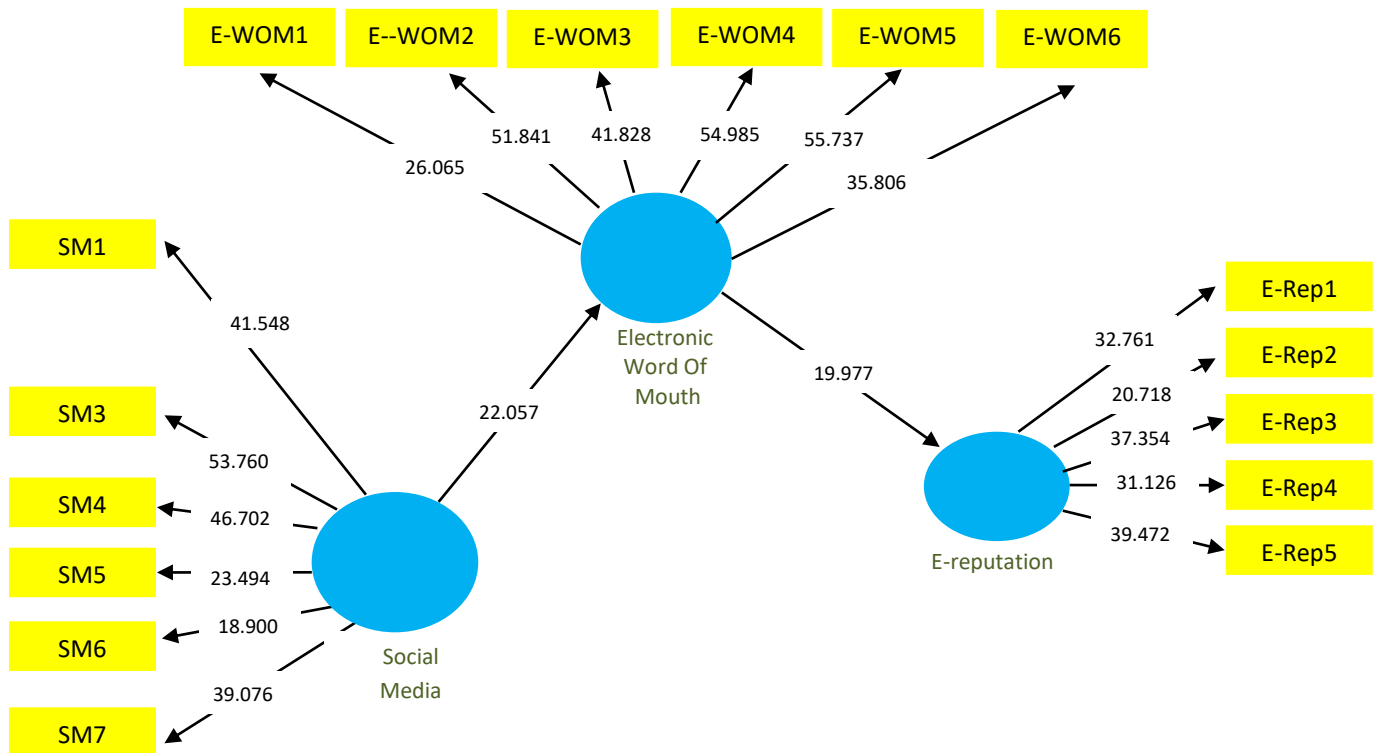 E-WOM1
E--WOM2
E-WOM3
E-WOM4
E-WOM5
E-WOM6
51.841
41.828
54.985
55.737
26.065
35.806
SM1
E-Rep1
41.548
32.761
Electronic
Word Of
Mouth
E-Rep2
19.977
20.718
SM3
22.057
E-Rep3
37.354
53.760
E-Rep4
31.126
SM4
46.702
39.472
E-Rep5
E-reputation
SM5
23.494
18.900
SM6
Social
Media
39.076
SM7